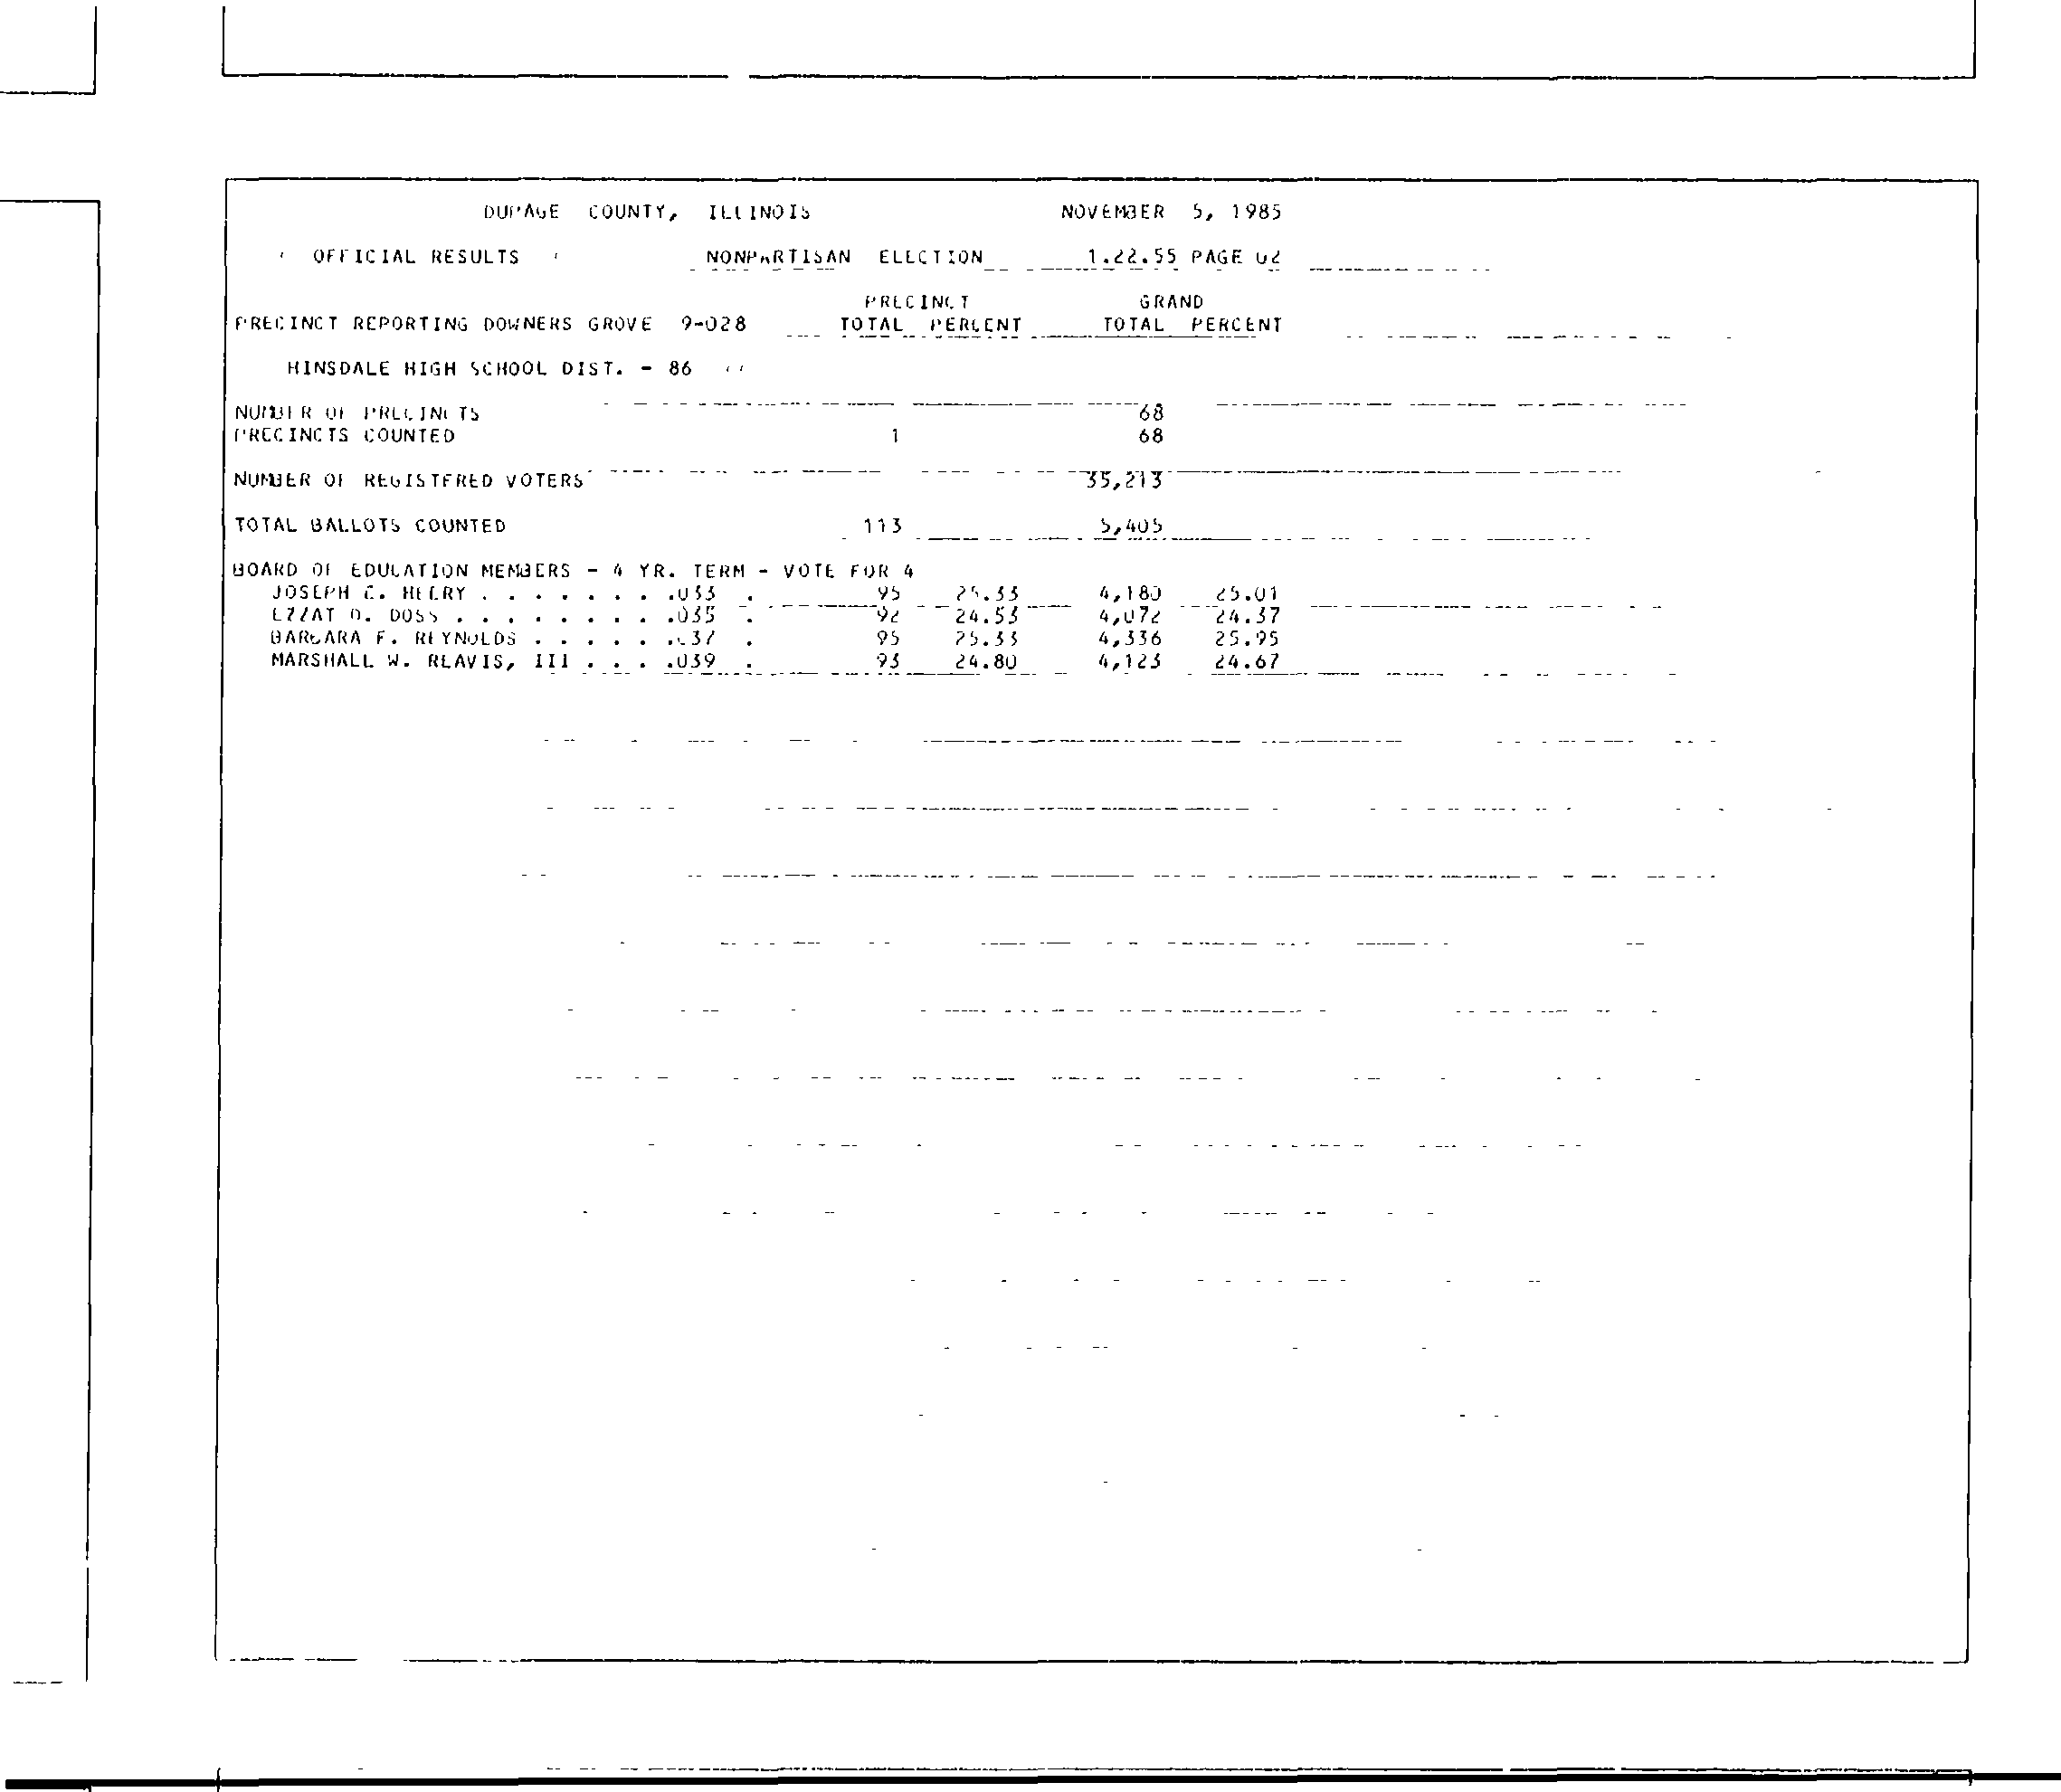 DUPAGE COUNTY, ILLINOIS NOVEMBER 5, 1985
OFFICIAL RESULTS NONPARTISAN ELECTION 1.22.55 PAGE 02
PRECINCT GRAND
PRECINCT REPORTING DOWNERS GROVE 9-028 TOTAL PERCENT TOTAL PERCENT
HINSDALE HIGH SCHOOL DIST. - 86
NUMBER OF PRECINCTS 68
PRECINCTS COUNTED 1 68
NUMBER OF REGISTERED VOTERS 35,213
TOTAL BALLOTS COUNTED 113 5,405
BOARD OF EDUCATION MEMBERS - 4 YR. TERM - VOTE FOR 4
JOSEPH C. HEERY . . . . . . . .033 . 95 25.33 4,180 25.01
EZZAT D. DOSS . . . . . . . . .035 . 92 24.53 4,072 24.37
BARBARA F. REYNOLDS . . . . . .037 . 95 25.33 4,336 25.95
MARSHALL W. REAVIS, III . . . .039 . 93 24.80 4,123 24.67